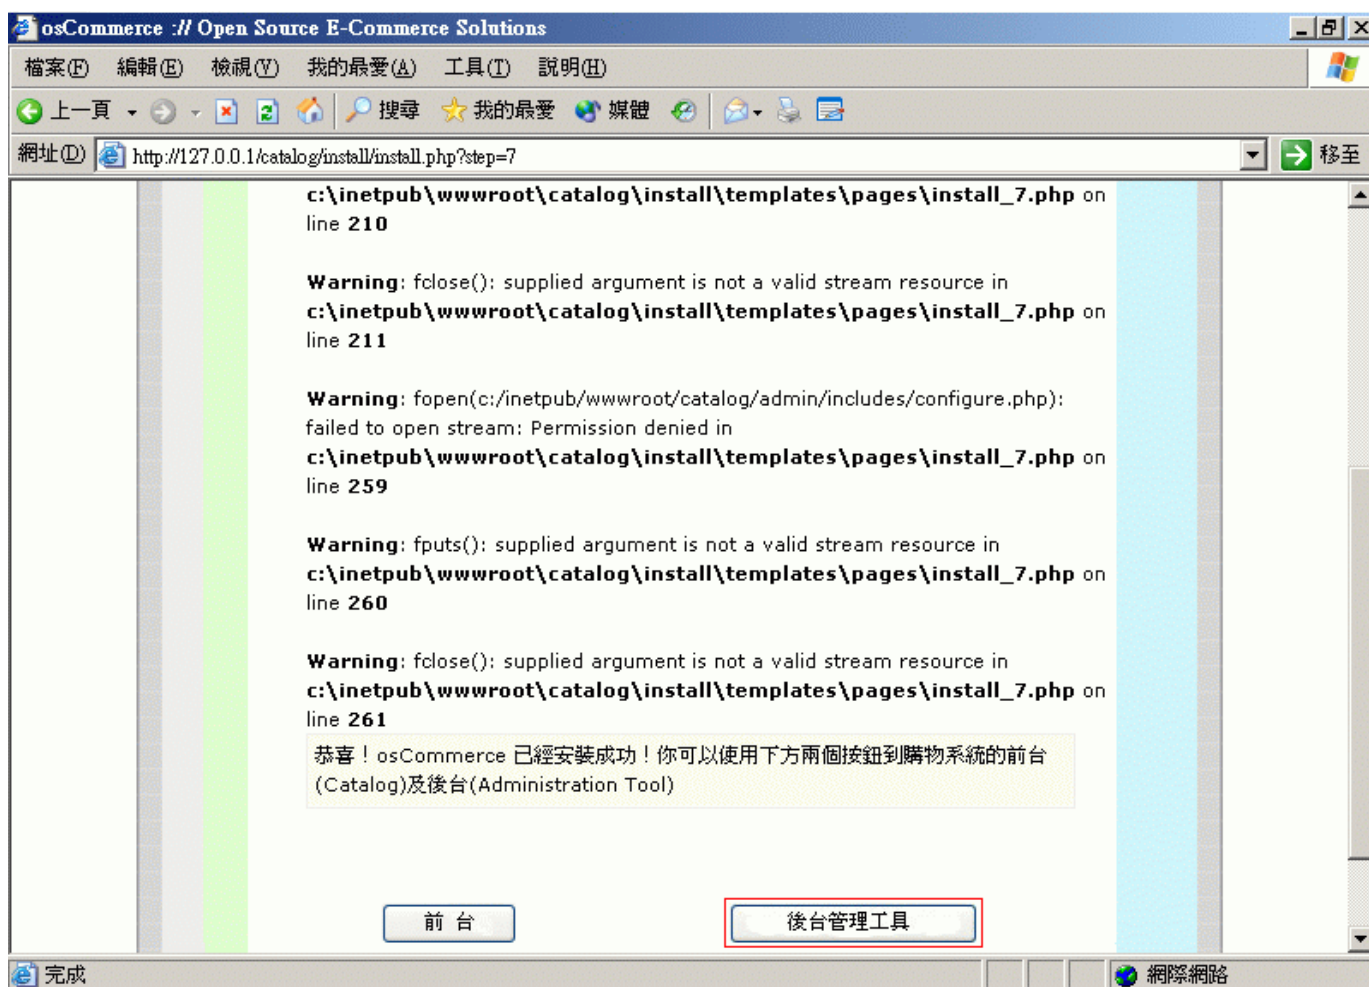 osCommerce :// Open Source E-Commerce Solutions
檔案(F) 編輯(E) 檢視(V) 我的最愛(A) 工具(T) 說明(H)
上一頁 搜尋 我的最愛 媒體
網址(D) http://127.0.0.1/catalog/install/install.php?step=7 移至
c:\inetpub\wwwroot\catalog\install\templates\pages\install_7.php on
line 210
Warning: fclose(): supplied argument is not a valid stream resource in
c:\inetpub\wwwroot\catalog\install\templates\pages\install_7.php on
line 211
Warning: fopen(c:/inetpub/wwwroot/catalog/admin/includes/configure.php):
failed to open stream: Permission denied in
c:\inetpub\wwwroot\catalog\install\templates\pages\install_7.php on
line 259
Warning: fputs(): supplied argument is not a valid stream resource in
c:\inetpub\wwwroot\catalog\install\templates\pages\install_7.php on
line 260
Warning: fclose(): supplied argument is not a valid stream resource in
c:\inetpub\wwwroot\catalog\install\templates\pages\install_7.php on
line 261
恭喜！osCommerce 已經安裝成功！你可以使用下方兩個按鈕到購物系統的前台
(Catalog)及後台(Administration Tool)
前 台 後台管理工具
完成 網際網路